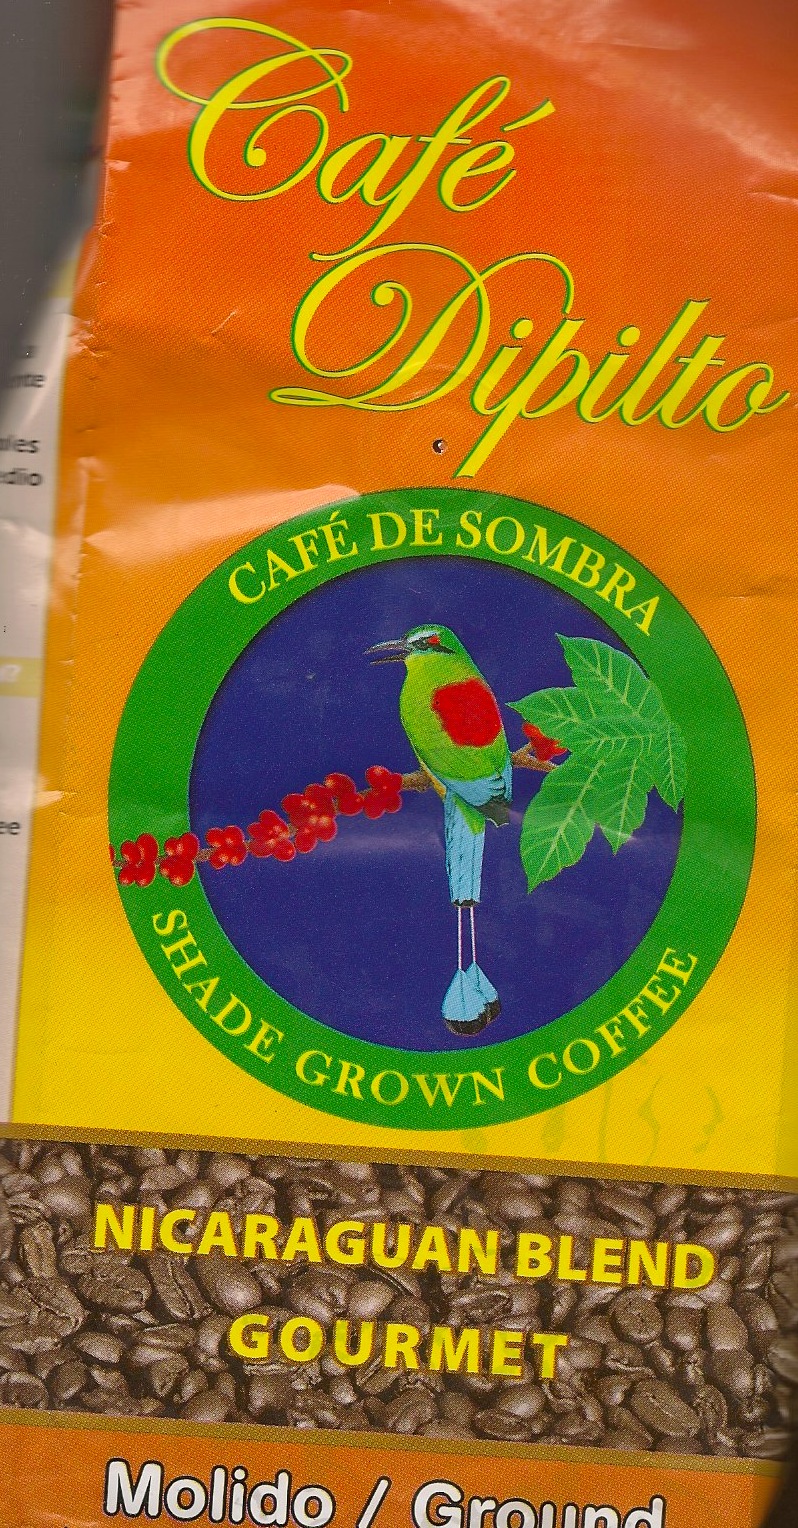 Café
Dipilto
CAFÉ DE SOMBRA
SHADE GROWN COFFEE
NICARAGUAN BLEND
GOURMET
Molido / Ground